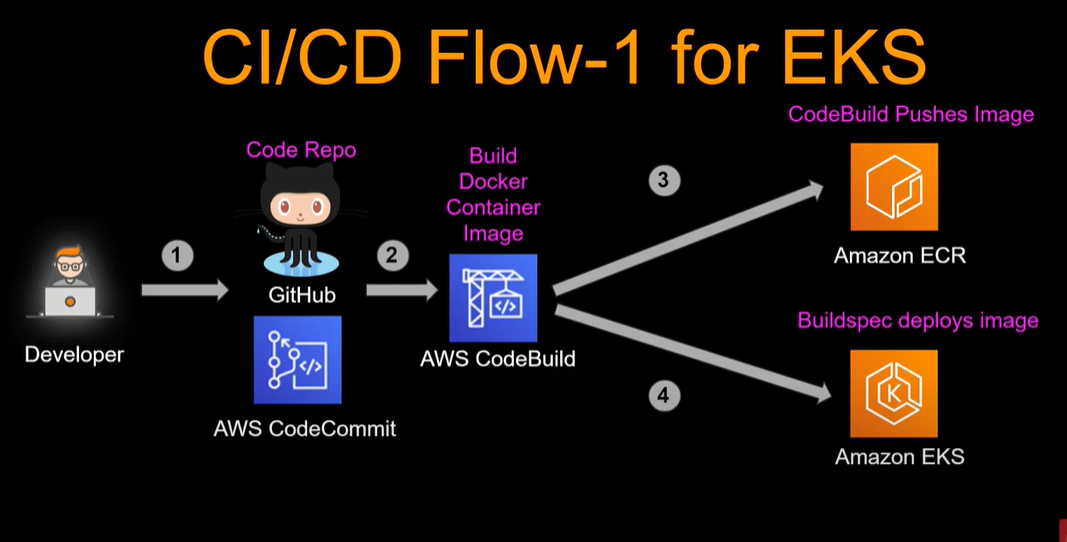 CI/CD Flow-1 for EKS
CodeBuild Pushes Image
Code Repo
Build
Docker
Container
Image
3
1
2
Amazon ECR
GitHub
Buildspec deploys image
Developer
AWS CodeBuild
4
K
</>
</>
AWS CodeCommit
Amazon EKS